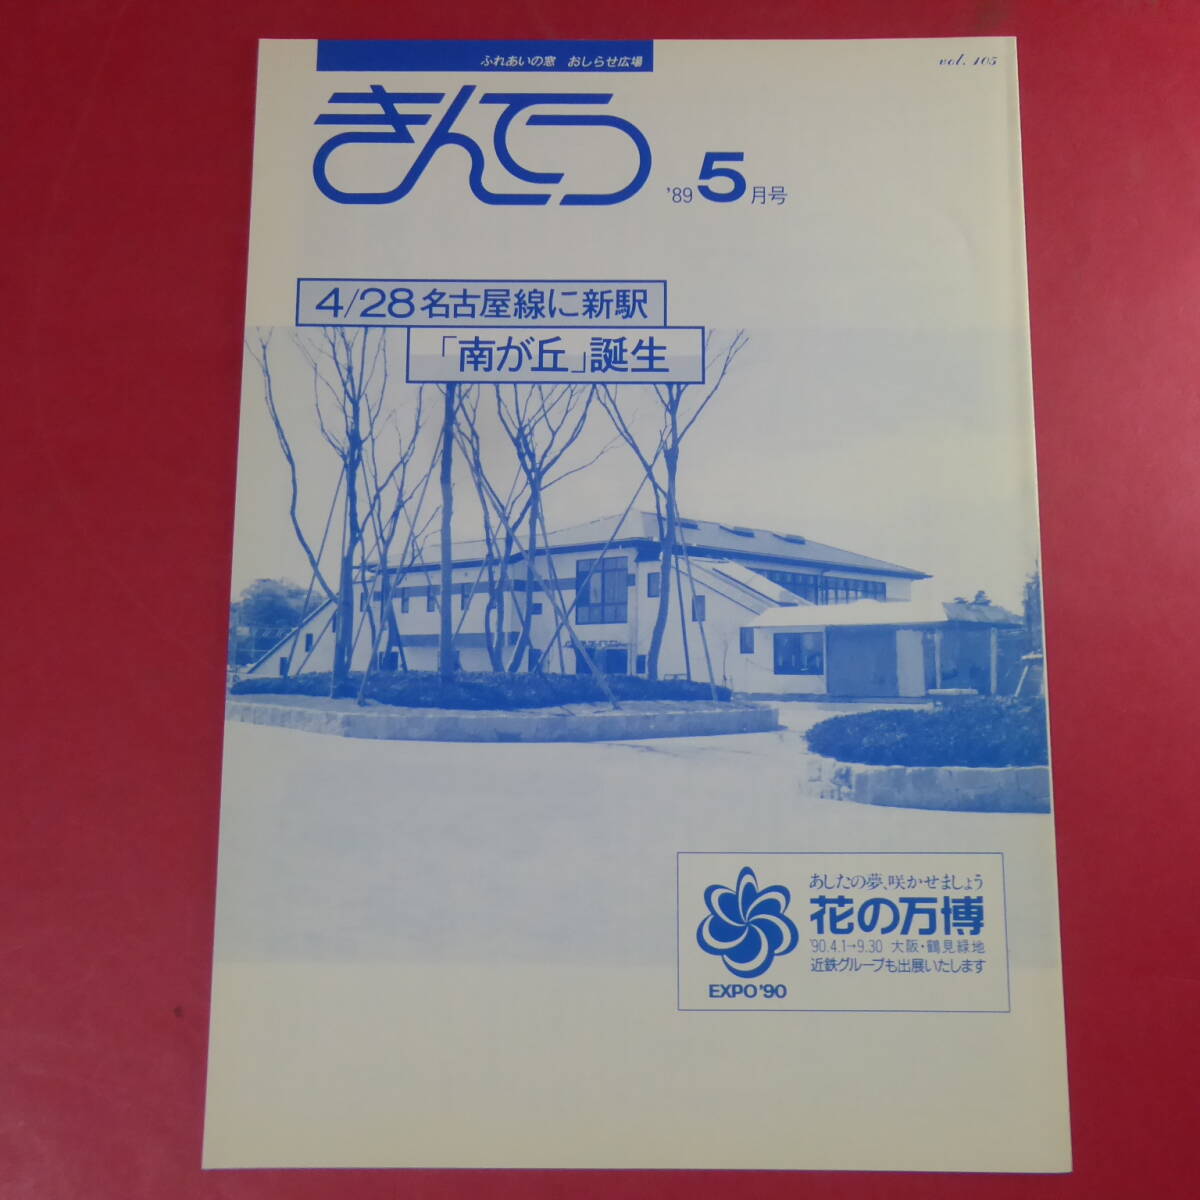 ふれあいの窓 おしらせ広場
vol. 105
きんてつ
'89 5月号
4/28 名古屋線に新駅
「南が丘」誕生
あしたの夢、咲かせましょう
花の万博
'90.4.1→9.30 大阪・鶴見緑地
近鉄グループも出展いたします
EXPO'90